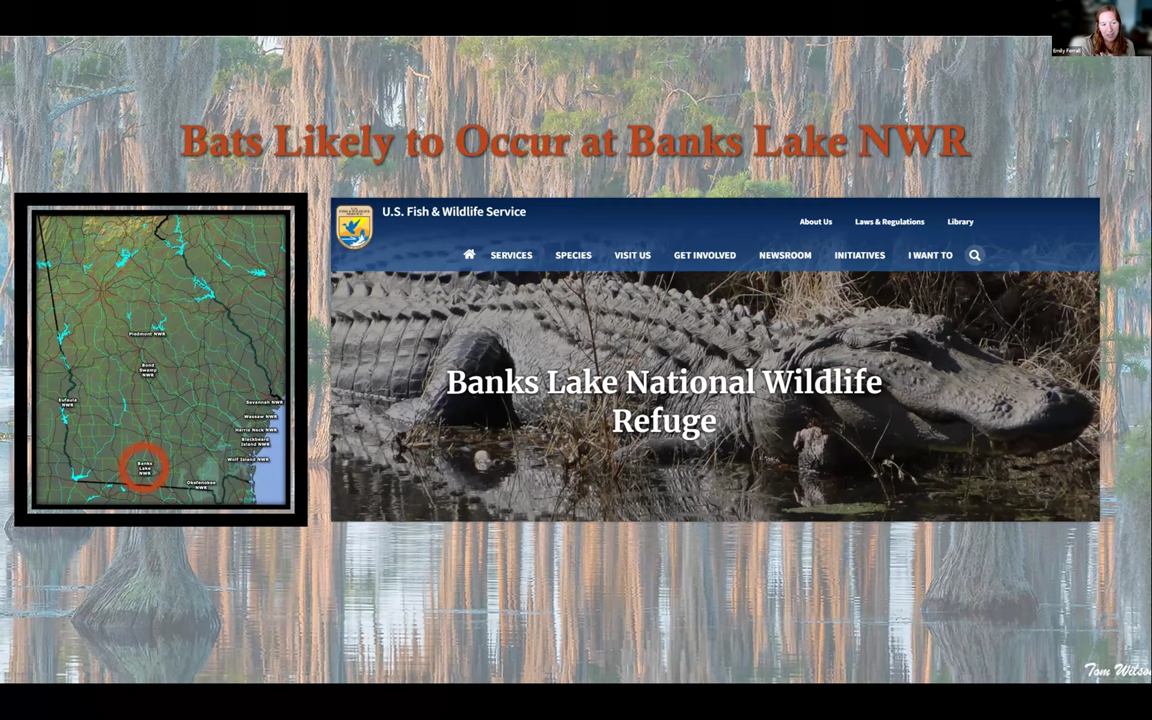 Emily Ferrall
Bats Likely to Occur at Banks Lake NWR
U.S. Fish & Wildlife Service
About Us
Laws & Regulations
Library
SERVICES
SPECIES
VISIT US
GET INVOLVED
NEWSROOM
INITIATIVES
I WANT TO
Banks Lake National Wildlife
Refuge
Piedmont NWR
Bond
Swamp
NWR
Eufaula
NWR
Savannah NWR
Wassaw NWR
Harris Neck NWR
Blackbeard
Island NWR
Wolf Island NWR
Banks
Lake
NWR
Okefenokee
NWR
Tom Wilso